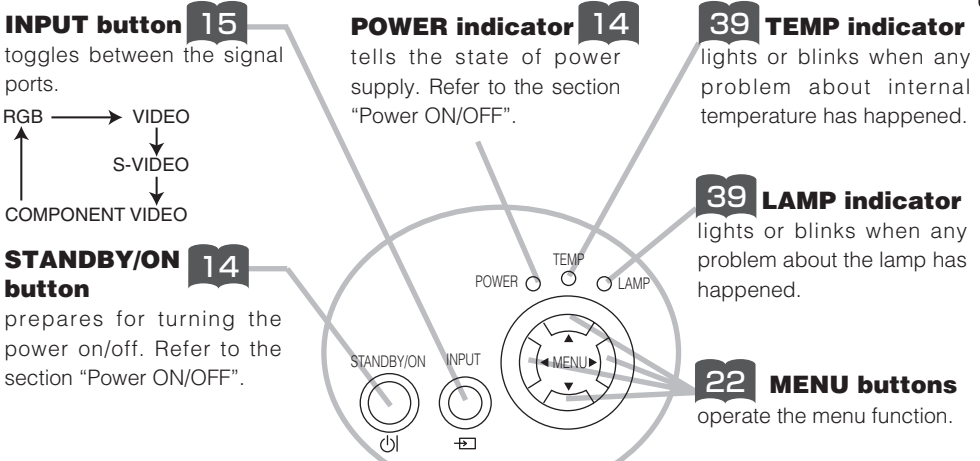 INPUT button 15
toggles between the signal
ports.
RGB VIDEO
S-VIDEO
COMPONENT VIDEO
STANDBY/ON
button 14
prepares for turning the
power on/off. Refer to the
section “Power ON/OFF”.
POWER indicator 14
tells the state of power
supply. Refer to the section
“Power ON/OFF”.
39 TEMP indicator
lights or blinks when any
problem about internal
temperature has happened.
39 LAMP indicator
lights or blinks when any
problem about the lamp has
happened.
22 MENU buttons
operate the menu function.
TEMP
POWER LAMP
MENU
STANDBY/ON INPUT